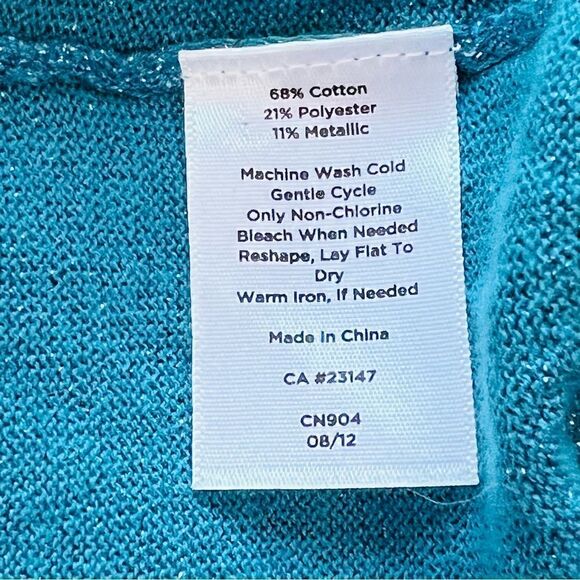 68% Cotton
21% Polyester
11% Metallic
Machine Wash Cold
Gentle Cycle
Only Non-Chlorine
Bleach When Needed
Reshape, Lay Flat To
Dry
Warm Iron, If Needed
Made In China
CA #23147
CN904
08/12